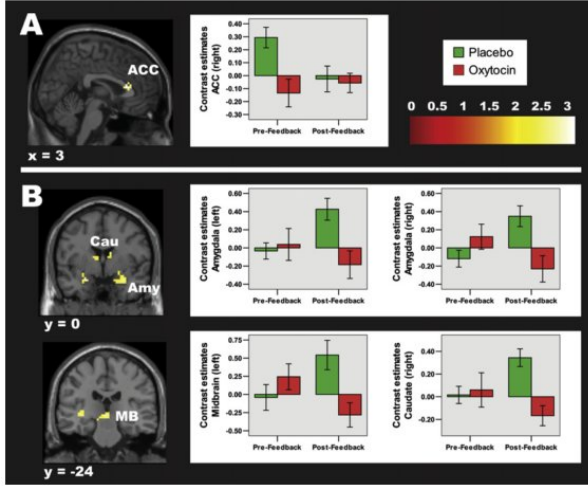 A
ACC
x = 3
Contrast estimates
ACC (right)
0.40
0.30
0.20
0.10
-0.00
-0.10
-0.20
-0.30
Pre-Feedback
Post-Feedback
Placebo
Oxytocin
0 0.5 1 1.5 2 2.5 3
B
Cau
Amy
y = 0
Contrast estimates
Amygdala (left)
0.60
0.40
0.20
0.00
-0.20
-0.40
Pre-Feedback
Post-Feedback
Contrast estimates
Amygdala (right)
0.60
0.40
0.20
0.00
-0.20
-0.40
Pre-Feedback
Post-Feedback
MB
y = -24
Contrast estimates
Midbrain (left)
0.75
0.50
0.25
0.00
-0.25
-0.50
Pre-Feedback
Post-Feedback
Contrast estimates
Caudate (right)
0.40
0.20
0.00
-0.20
Pre-Feedback
Post-Feedback